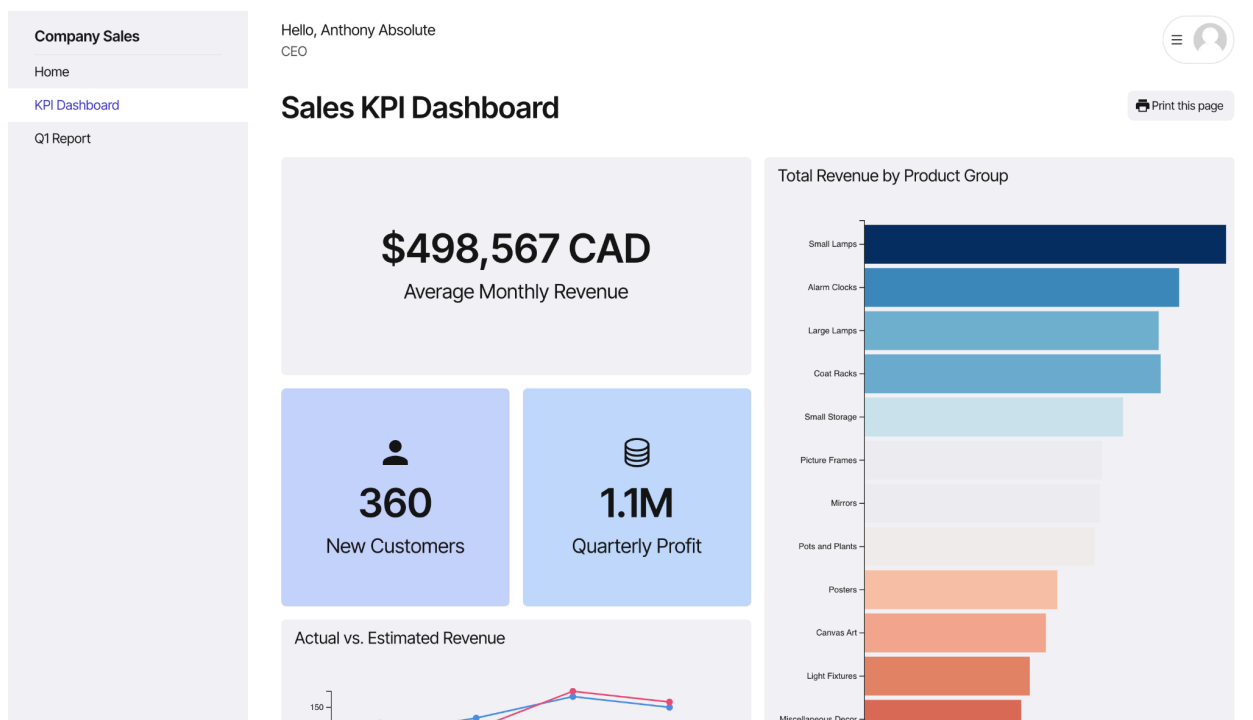 Company Sales
Home
KPI Dashboard
Q1 Report
Hello, Anthony Absolute
CEO
Sales KPI Dashboard
Print this page
$498,567 CAD
Average Monthly Revenue
360
New Customers
1.1M
Quarterly Profit
Actual vs. Estimated Revenue
150
Total Revenue by Product Group
Small Lamps
Alarm Clocks
Large Lamps
Coat Racks
Small Storage
Picture Frames
Mirrors
Pots and Plants
Posters
Canvas Art
Light Fixtures
Miscellaneous Decor